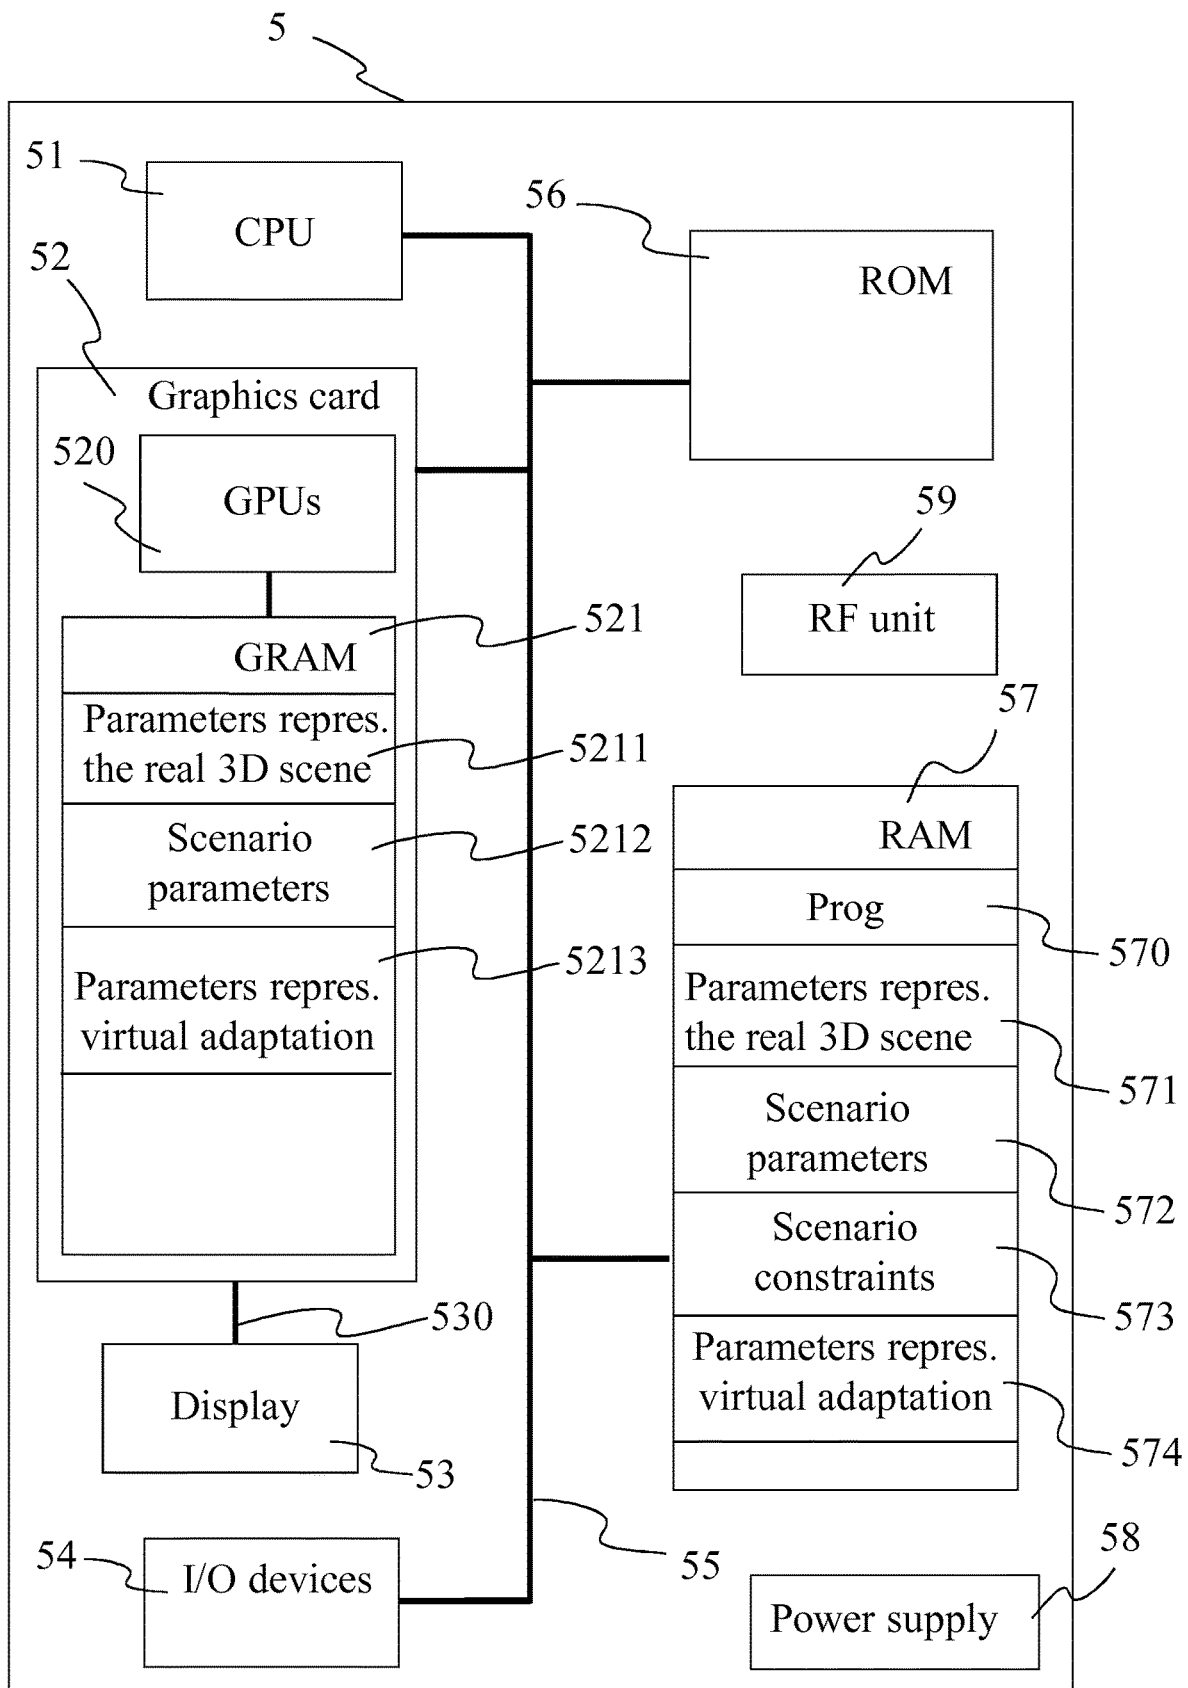 5
51
CPU
56
ROM
52
Graphics card
520
GPUs
59
RF unit
521
GRAM
57
Parameters repres.
the real 3D scene
5211
RAM
Scenario
parameters
5212
Prog
570
5213
Parameters repres.
virtual adaptation
Parameters repres.
the real 3D scene
571
Scenario
parameters
572
Scenario
constraints
573
530
Parameters repres.
virtual adaptation
574
Display
53
54
I/O devices
55
58
Power supply